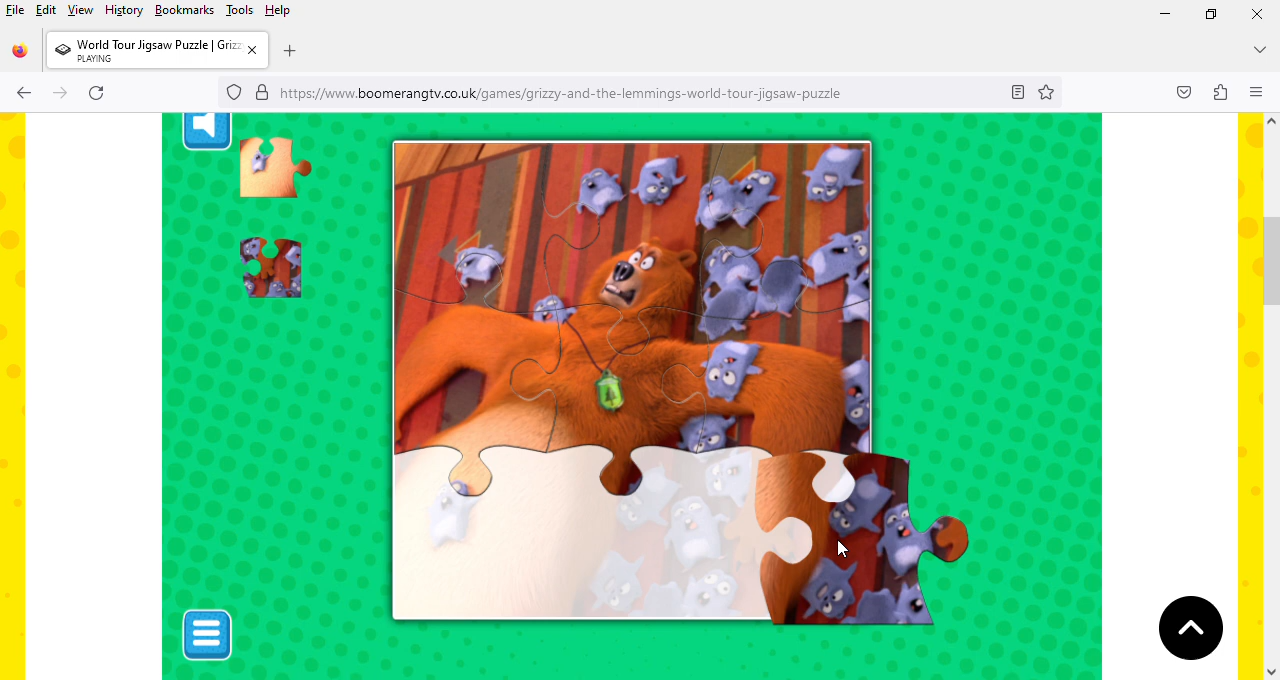 File Edit View History Bookmarks Tools Help
World Tour Jigsaw Puzzle | Grizz
PLAYING
https://www.boomerangtv.co.uk/games/grizzy-and-the-lemmings-world-tour-jigsaw-puzzle